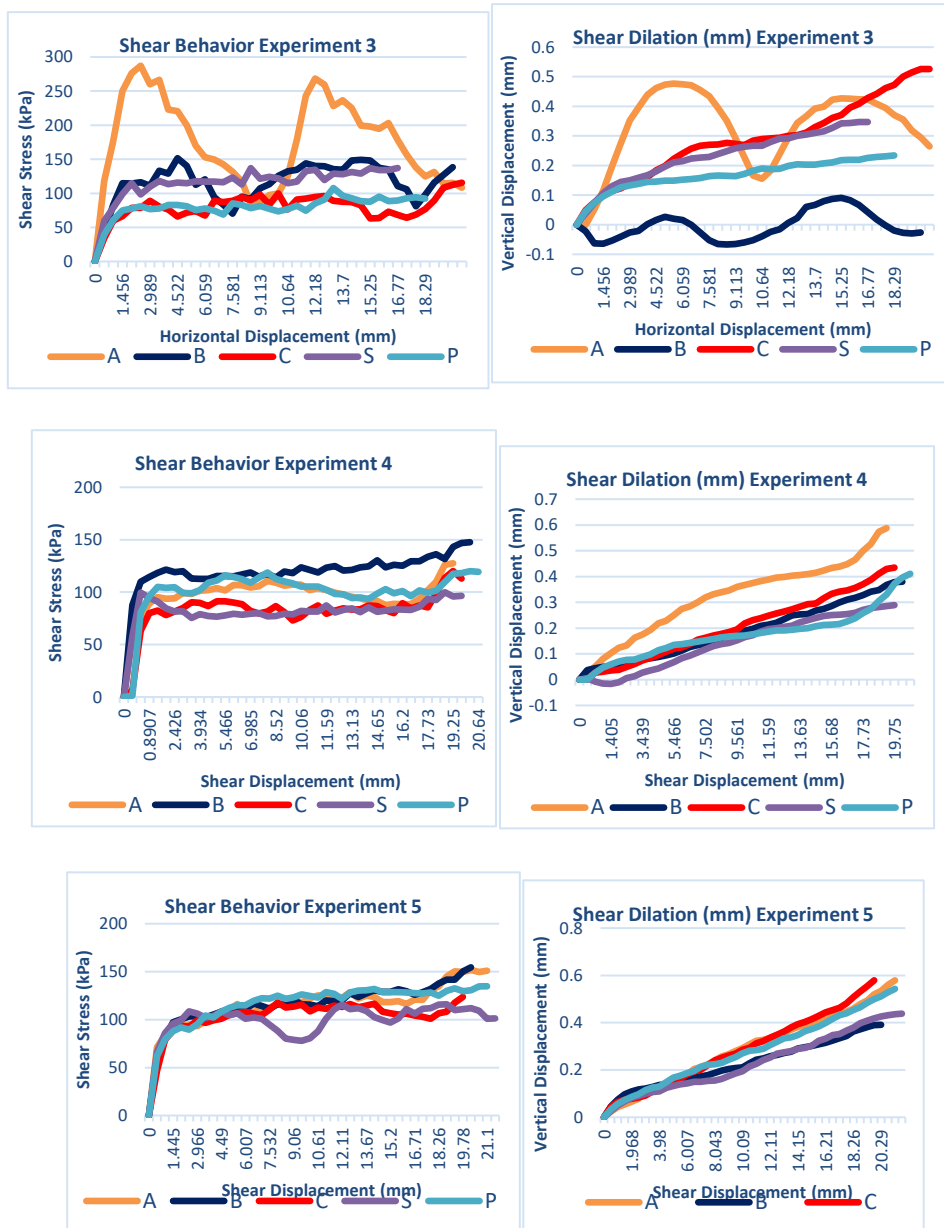 Shear Behavior Experiment 3
Shear Stress (kPa)
300
250
200
150
100
50
0
0 1.456 2.989 4.522 6.059 7.581 9.113 10.64 12.18 13.7 15.25 16.77 18.29
Horizontal Displacement (mm)
A B C S P
Shear Dilation (mm) Experiment 3
Vertical Displacement (mm)
0.6
0.5
0.4
0.3
0.2
0.1
0
-0.1
0 1.456 2.989 4.522 6.059 7.581 9.113 10.64 12.18 13.7 15.25 16.77 18.29
Horizontal Displacement (mm)
A B C S P
Shear Behavior Experiment 4
Shear Stress (kPa)
200
150
100
50
0
0 0.8907 2.426 3.934 5.466 6.985 8.52 10.06 11.59 13.13 14.65 16.2 17.73 19.25 20.64
Shear Displacement (mm)
A B C S P
Shear Dilation (mm) Experiment 4
Vertical Displacement (mm)
0.7
0.6
0.5
0.4
0.3
0.2
0.1
0
-0.1
0 1.405 3.439 5.466 7.502 9.561 11.59 13.63 15.68 17.73 19.75
Shear Displacement (mm)
A B C S P
Shear Behavior Experiment 5
Shear Stress (kPa)
200
150
100
50
0
0 1.445 2.966 4.49 6.007 7.532 9.06 10.61 12.11 13.67 15.2 16.71 18.26 19.78 21.1
Shear Displacement (mm)
A B C S P
Shear Dilation (mm) Experiment 5
Vertical Displacement (mm)
0.8
0.6
0.4
0.2
0
0 1.968 3.98 6.007 8.043 10.09 12.11 14.15 16.21 18.26 20.29
Shear Displacement (mm)
A B C